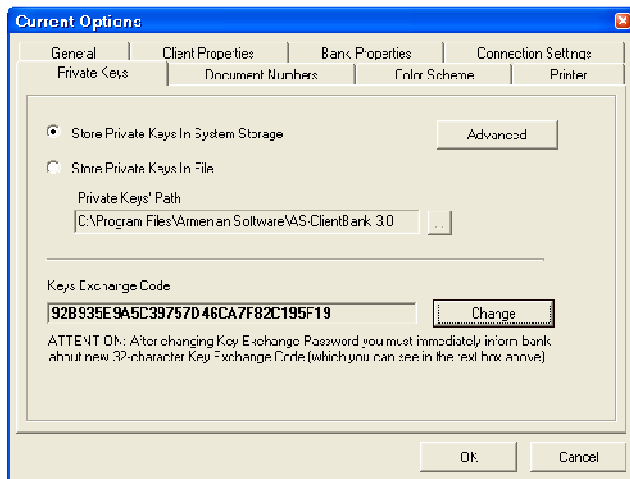 Current Options
General Client Properties Bank Properties Connection Settings
Private Keys Document Numbers Color Scheme Printer
Store Private Keys In System Storage Advanced
Store Private Keys In File
Private Keys' Path
C:\Program Files\Armenian Software\AS-ClientBank 3.0 ...
Keys Exchange Code
92B935E9A5C39757D46CA7F82C195F19 Change
ATTENTION: After changing Key Exchange Password you must immediately inform bank
about new 32-character Key Exchange Code (which you can see in the text box above)
OK Cancel